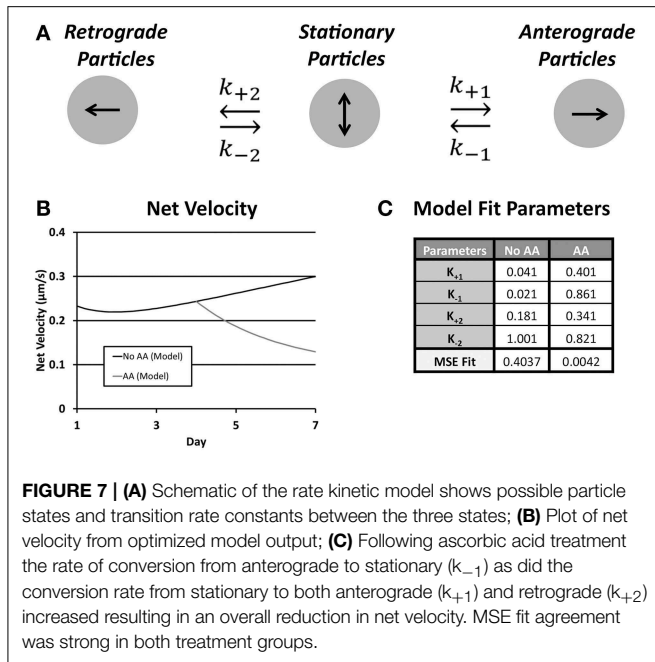 A
Retrograde Particles
Stationary Particles
Anterograde Particles
k+2
k−2
k+1
k−1
B
Net Velocity
Net Velocity (µm/s)
0.4
0.3
0.2
0.1
0
No AA (Model)
AA (Model)
1 3 5 7
Day
C Model Fit Parameters
Parameters No AA AA
K+1 0.041 0.401
K-1 0.021 0.861
K+2 0.181 0.341
K-2 1.001 0.821
MSE Fit 0.4037 0.0042
FIGURE 7 | (A) Schematic of the rate kinetic model shows possible particle
states and transition rate constants between the three states; (B) Plot of net
velocity from optimized model output; (C) Following ascorbic acid treatment
the rate of conversion from anterograde to stationary (k−1) as did the
conversion rate from stationary to both anterograde (k+1) and retrograde (k+2)
increased resulting in an overall reduction in net velocity. MSE fit agreement
was strong in both treatment groups.